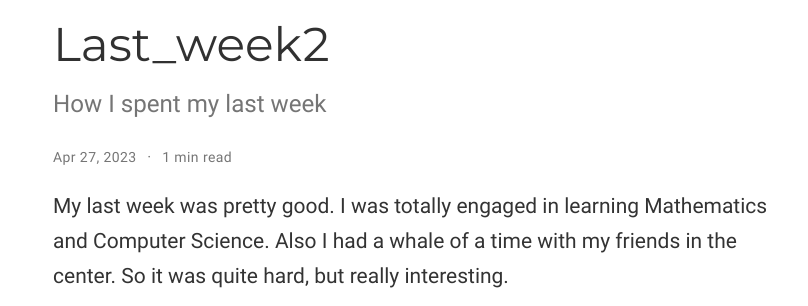 Last_week2
How I spent my last week
Apr 27, 2023 · 1 min read
My last week was pretty good. I was totally engaged in learning Mathematics
and Computer Science. Also I had a whale of a time with my friends in the
center. So it was quite hard, but really interesting.